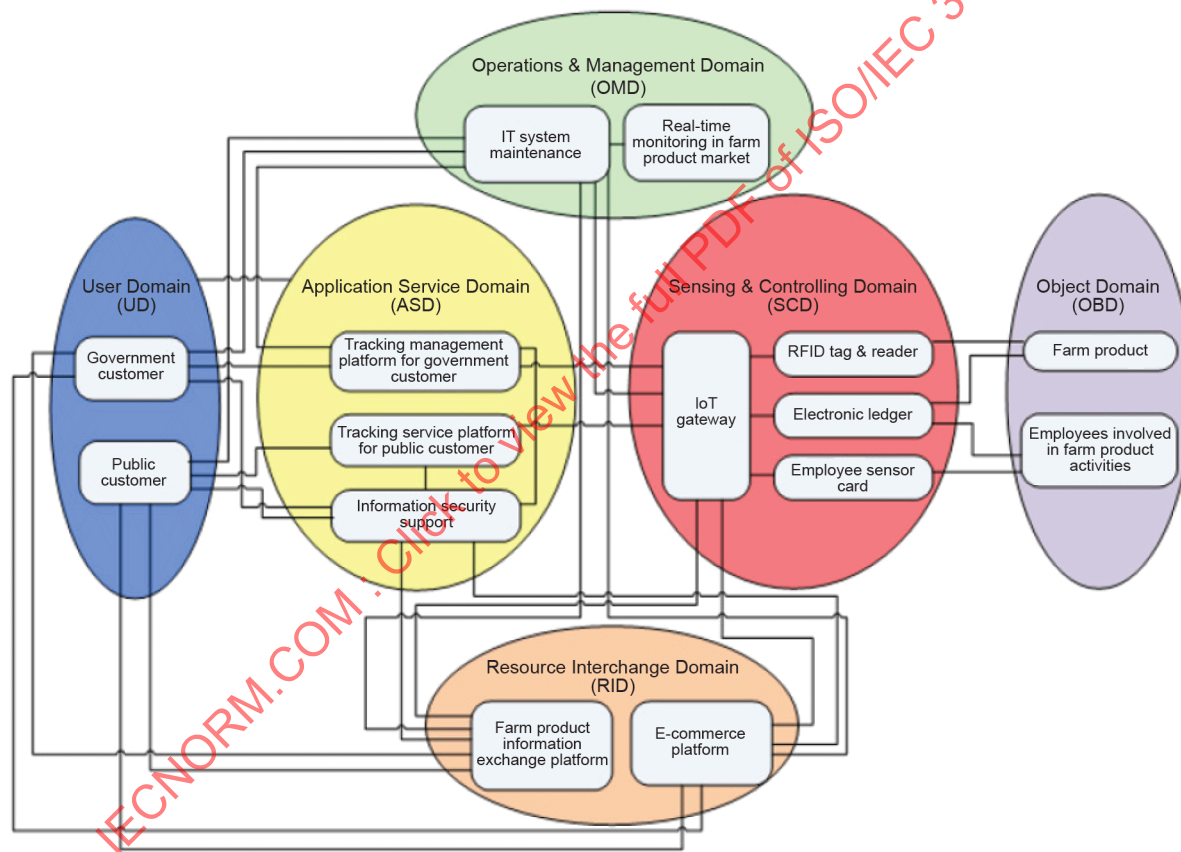 Operations & Management Domain
(OMD)
IT system
maintenance
Real-time
monitoring in farm
product market
User Domain
(UD)
Government
customer
Public
customer
Application Service Domain
(ASD)
Tracking management
platform for government
customer
Tracking service platform
for public customer
Information security
support
Sensing & Controlling Domain
(SCD)
IoT
gateway
RFID tag & reader
Electronic ledger
Employee sensor
card
Object Domain
(OBD)
Farm product
Employees involved
in farm product
activities
Resource Interchange Domain
(RID)
Farm product
information
exchange platform
E-commerce
platform
IECNORM.COM : Click to view the full PDF of ISO/IEC 3